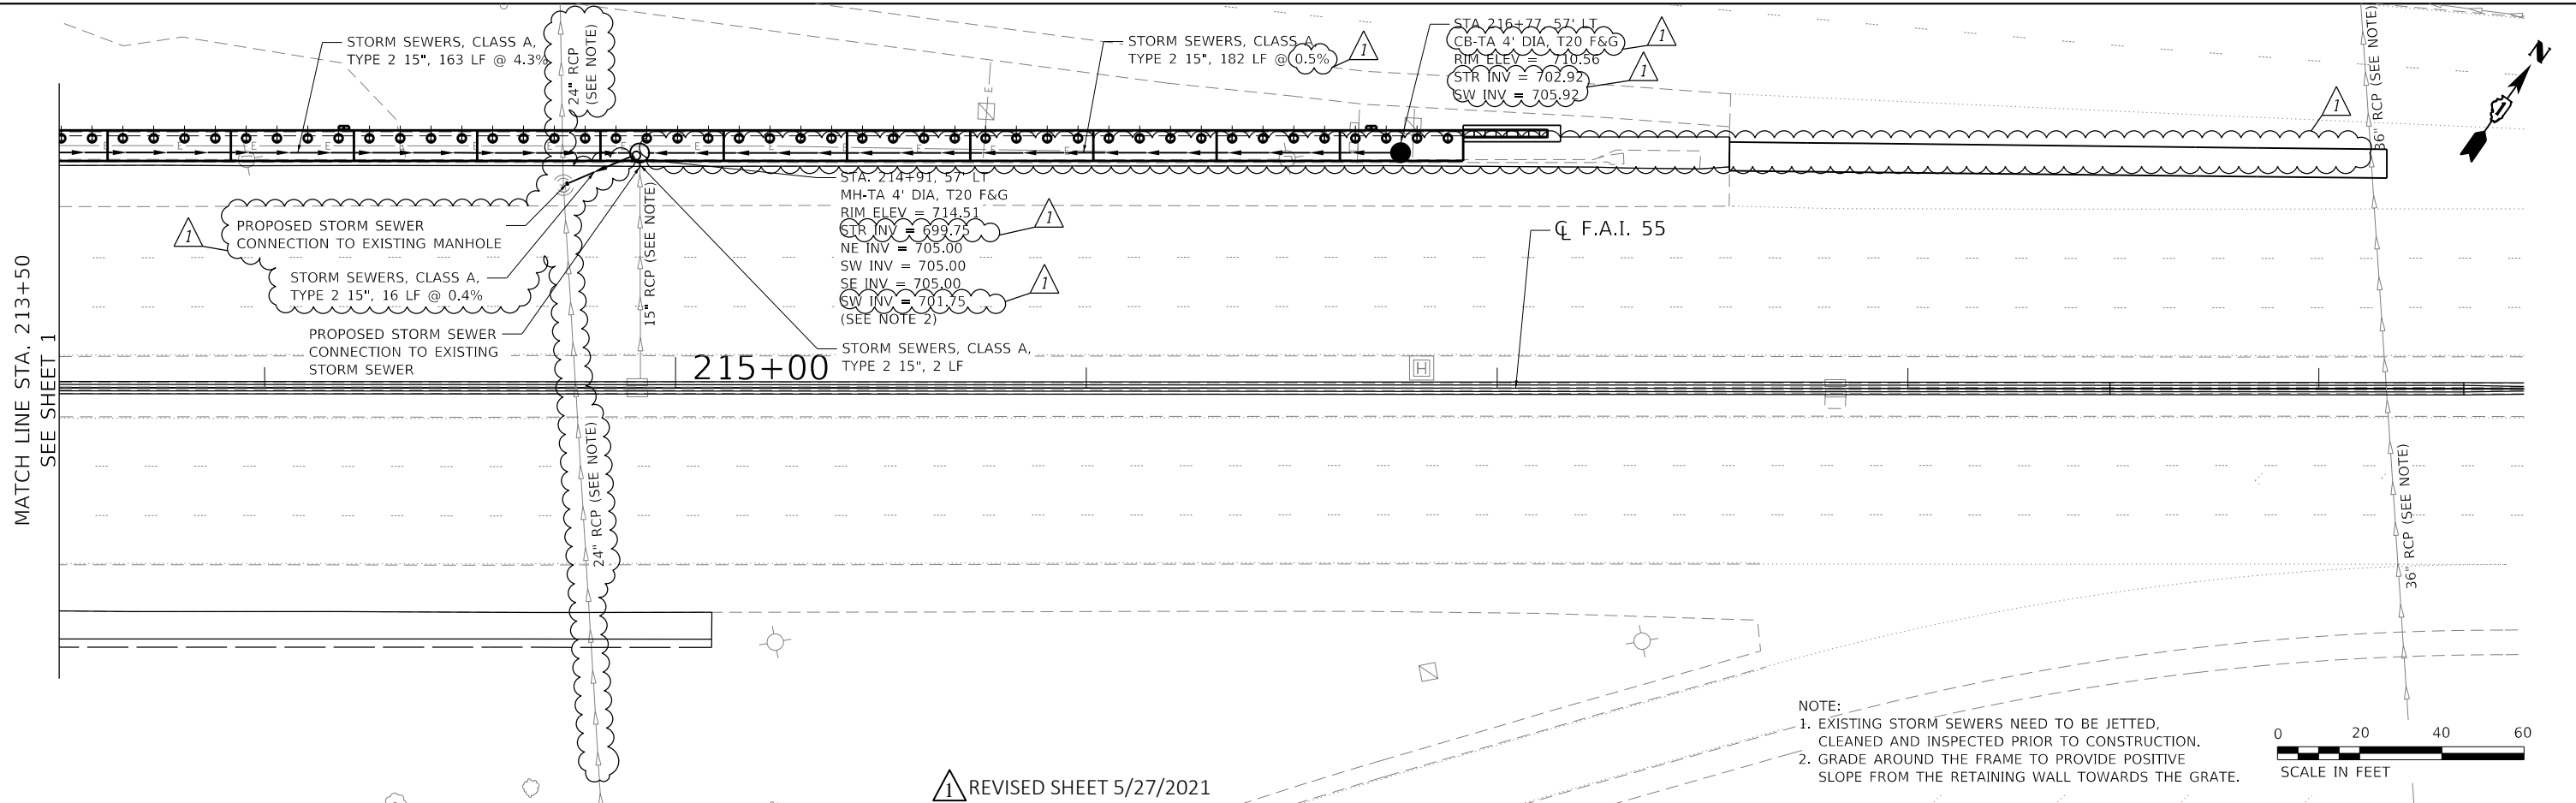 STORM SEWERS, CLASS A,
TYPE 2 15", 163 LF @ 4.3%
24" RCP
(SEE NOTE)
STORM SEWERS, CLASS A,
TYPE 2 15", 182 LF @ 0.5%
1
STA 216+77, 57' LT
CB-TA 4' DIA, T20 F&G
RIM ELEV = 710.56
STR INV = 702.92
SW INV = 705.92
1
1
1
36" RCP (SEE NOTE)
N
E E E E E E E E
MATCH LINE STA. 213+50
SEE SHEET 1
1
PROPOSED STORM SEWER
CONNECTION TO EXISTING MANHOLE
STORM SEWERS, CLASS A,
TYPE 2 15", 16 LF @ 0.4%
PROPOSED STORM SEWER
CONNECTION TO EXISTING
STORM SEWER
15" RCP (SEE NOTE)
STA. 214+91, 57' LT
MH-TA 4' DIA, T20 F&G
RIM ELEV = 714.51
STR INV = 699.75
NE INV = 705.00
SW INV = 705.00
SE INV = 705.00
SW INV = 701.75
(SEE NOTE 2)
1
1
STORM SEWERS, CLASS A,
TYPE 2 15", 2 LF
℄ F.A.I. 55
215+00
H
24" RCP (SEE NOTE)
36" RCP (SEE NOTE)
1 REVISED SHEET 5/27/2021
NOTE:
1. EXISTING STORM SEWERS NEED TO BE JETTED,
CLEANED AND INSPECTED PRIOR TO CONSTRUCTION.
2. GRADE AROUND THE FRAME TO PROVIDE POSITIVE
SLOPE FROM THE RETAINING WALL TOWARDS THE GRATE.
0 20 40 60
SCALE IN FEET